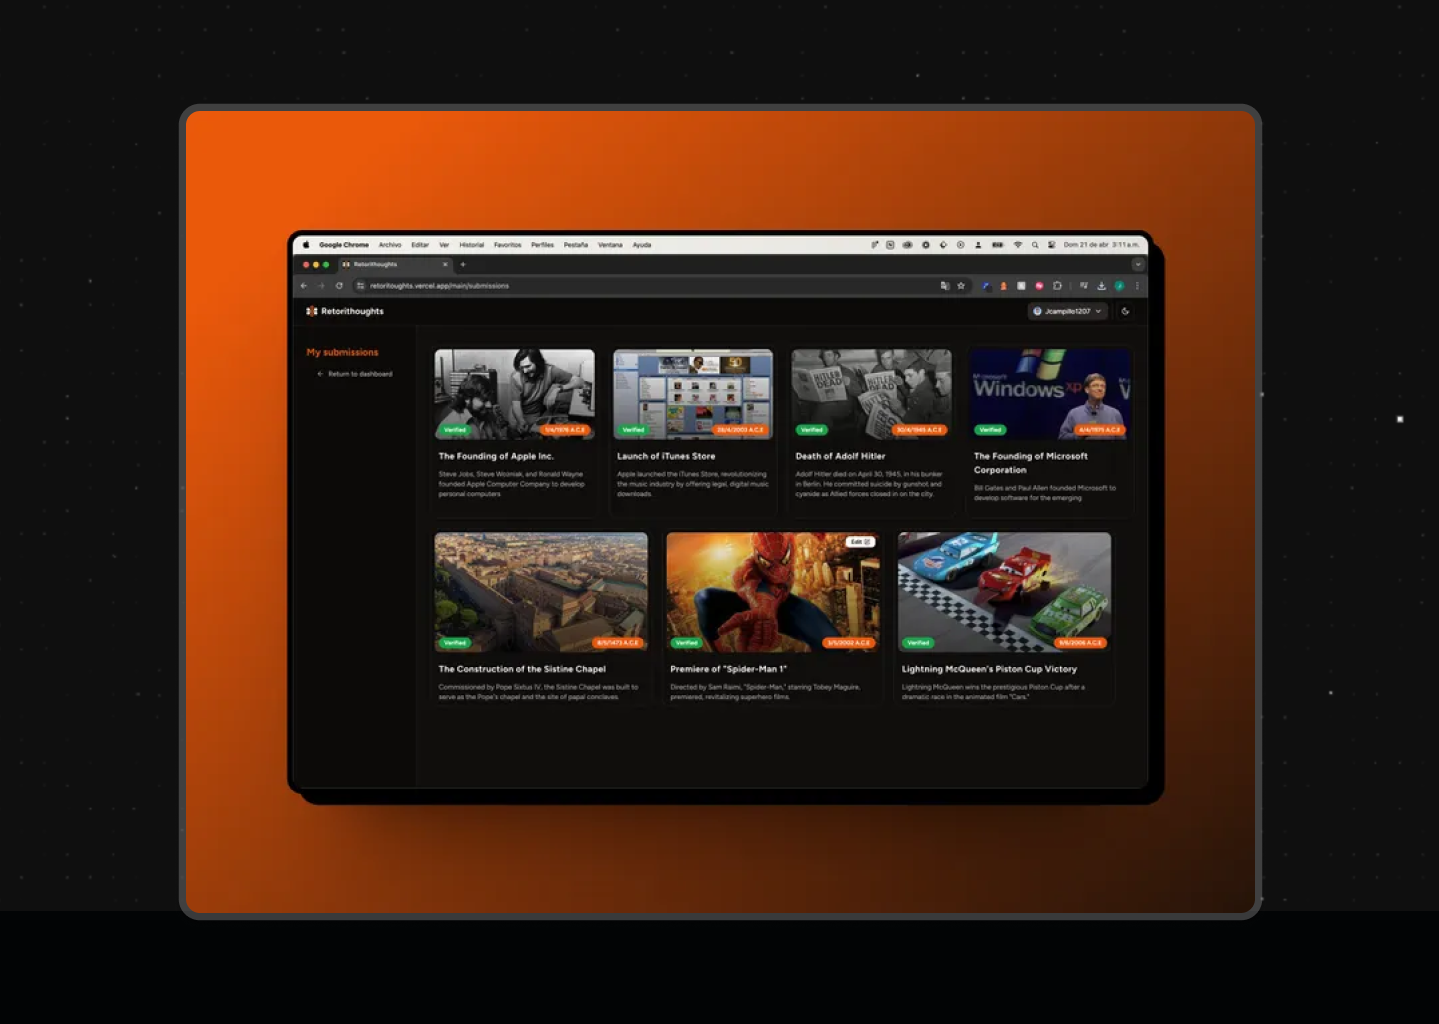 Google Chrome Archivo Editar Ver Historial Favoritos Perfiles Pestaña Ventana Ayuda Dom 21 de abr 3:11 a.m.
Retorithoughts
retoritoughts.vercel.app/main/submissions
Retorithoughts Jcampillo1207
My submissions
Return to dashboard
HITLER DEAD
HITLER DEAD
Windows xp
Verified 1/4/1976 A.C.E
Verified 28/4/2003 A.C.E
Verified 30/4/1945 A.C.E
Verified 4/4/1975 A.C.E
The Founding of Apple Inc.
Steve Jobs, Steve Wozniak, and Ronald Wayne
founded Apple Computer Company to develop
personal computers
Launch of iTunes Store
Apple launched the iTunes Store, revolutionizing
the music industry by offering legal, digital music
downloads.
Death of Adolf Hitler
Adolf Hitler died on April 30, 1945, in his bunker
in Berlin. He committed suicide by gunshot and
cyanide as Allied forces closed in on the city.
The Founding of Microsoft
Corporation
Bill Gates and Paul Allen founded Microsoft to
develop software for the emerging
Edit
Verified A.C.E
Verified 3/5/2002 A.C.E
Verified 9/6/2006 A.C.E
The Construction of the Sistine Chapel
Commissioned by Pope Sixtus IV, the Sistine Chapel was built to
serve as the Pope's chapel and the site of papal conclaves.
Premiere of "Spider-Man 1"
Directed by Sam Raimi, "Spider-Man," starring Tobey Maguire,
premiered, revitalizing superhero films.
Lightning McQueen's Piston Cup Victory
Lightning McQueen wins the prestigious Piston Cup after a
dramatic race in the animated film "Cars."